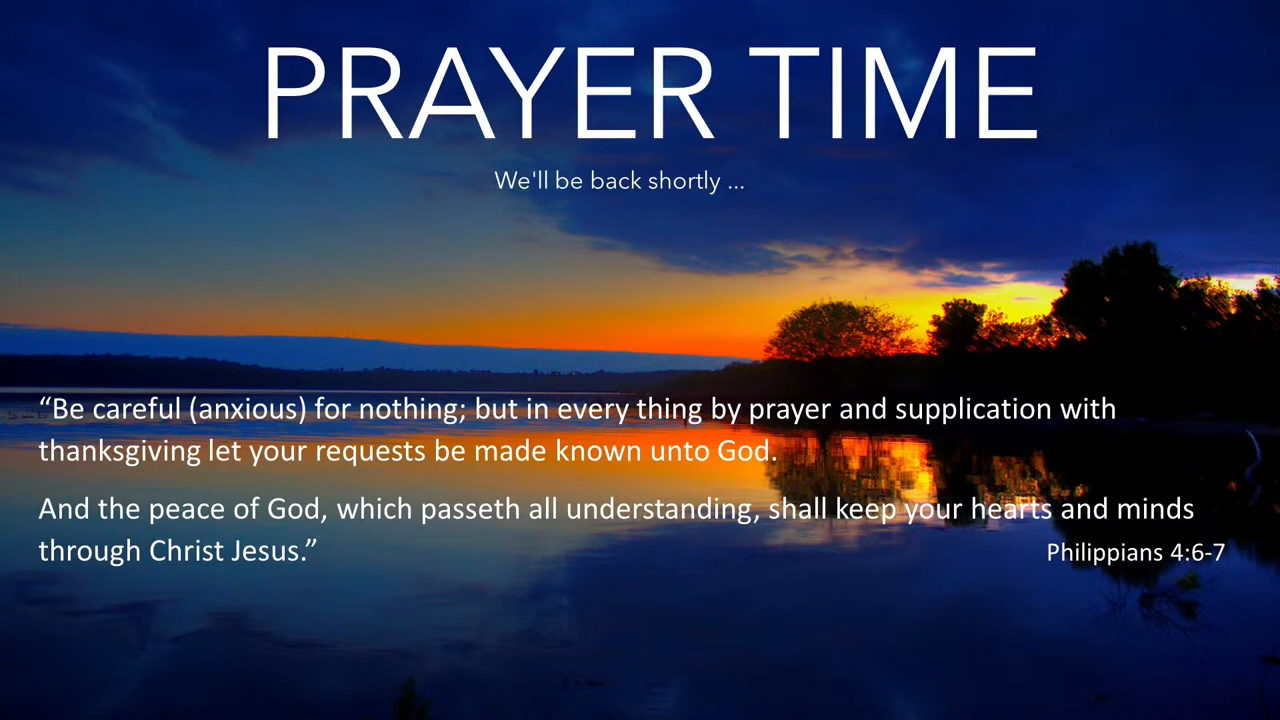 PRAYER TIME
We'll be back shortly ...
“Be careful (anxious) for nothing; but in every thing by prayer and supplication with
thanksgiving let your requests be made known unto God.
And the peace of God, which passeth all understanding, shall keep your hearts and minds
through Christ Jesus.” Philippians 4:6-7